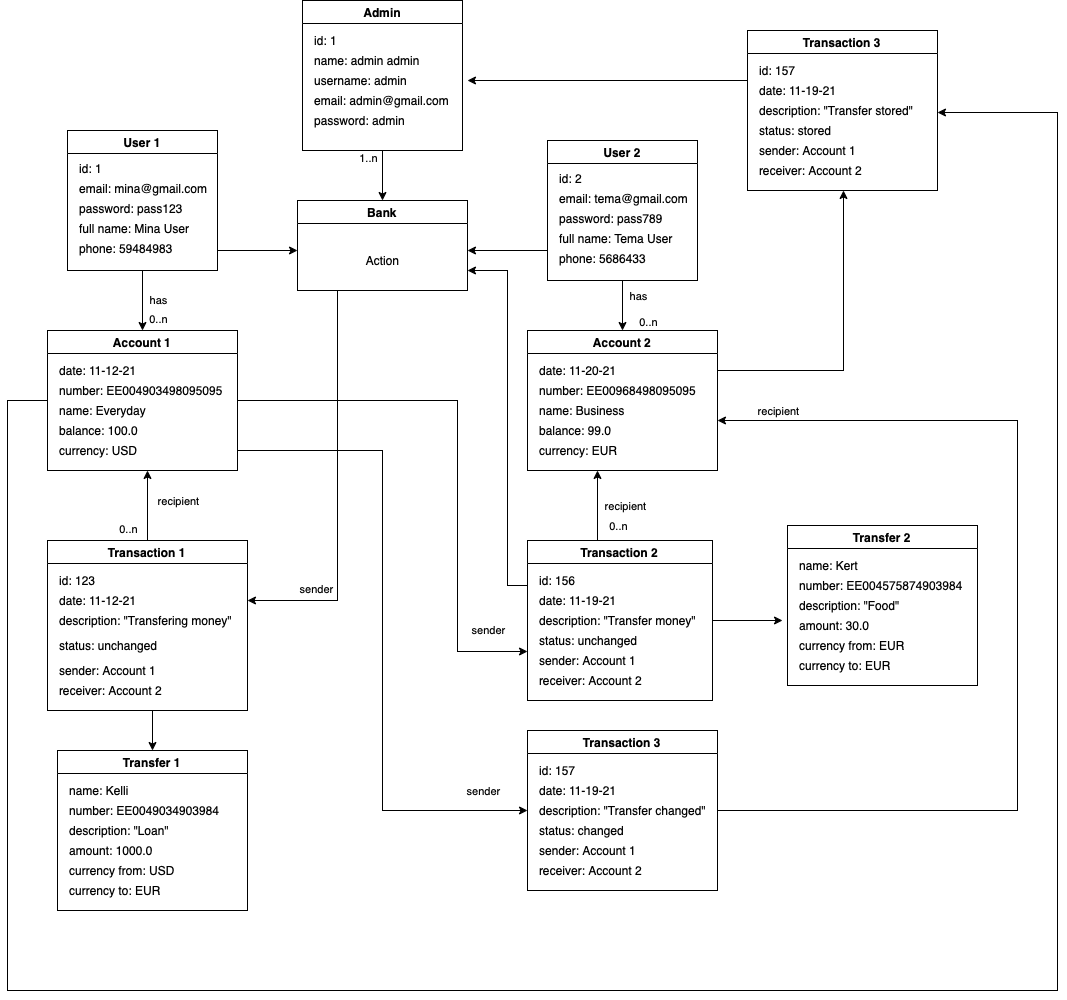 Admin
id: 1
name: admin admin
username: admin
email: admin@gmail.com
password: admin
1..n
Transaction 3
id: 157
date: 11-19-21
description: "Transfer stored"
status: stored
sender: Account 1
receiver: Account 2
User 1
id: 1
email: mina@gmail.com
password: pass123
full name: Mina User
phone: 59484983
has
0..n
User 2
id: 2
email: tema@gmail.com
password: pass789
full name: Tema User
phone: 5686433
has
0..n
Bank
Action
Account 1
date: 11-12-21
number: EE004903498095095
name: Everyday
balance: 100.0
currency: USD
recipient
0..n
Account 2
date: 11-20-21
number: EE00968498095095
name: Business
balance: 99.0
currency: EUR
recipient
recipient
0..n
Transaction 1
id: 123
date: 11-12-21
description: "Transfering money"
status: unchanged
sender: Account 1
receiver: Account 2
sender
sender
Transaction 2
id: 156
date: 11-19-21
description: "Transfer money"
status: unchanged
sender: Account 1
receiver: Account 2
Transfer 2
name: Kert
number: EE004575874903984
description: "Food"
amount: 30.0
currency from: EUR
currency to: EUR
Transfer 1
name: Kelli
number: EE0049034903984
description: "Loan"
amount: 1000.0
currency from: USD
currency to: EUR
sender
Transaction 3
id: 157
date: 11-19-21
description: "Transfer changed"
status: changed
sender: Account 1
receiver: Account 2